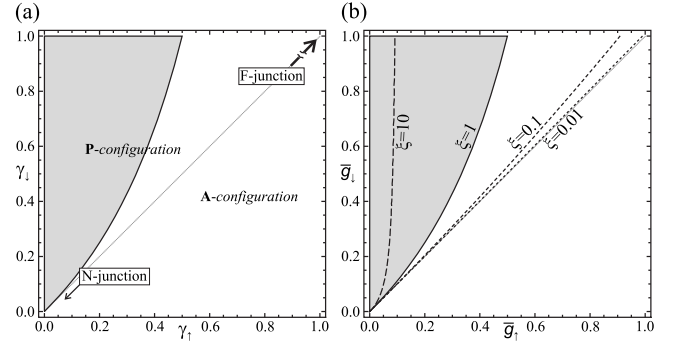 (a)
(b)
1.0
0.8
0.6
0.4
0.2
0.0
γ↓
F-junction
P-configuration
A-configuration
N-junction
0.0 0.2 0.4 0.6 0.8 1.0
γ↑
1.0
0.8
0.6
0.4
0.2
0.0
g̅↓
ξ=10
ξ=1
ξ=0.1
ξ=0.01
0.0 0.2 0.4 0.6 0.8 1.0
g̅↑